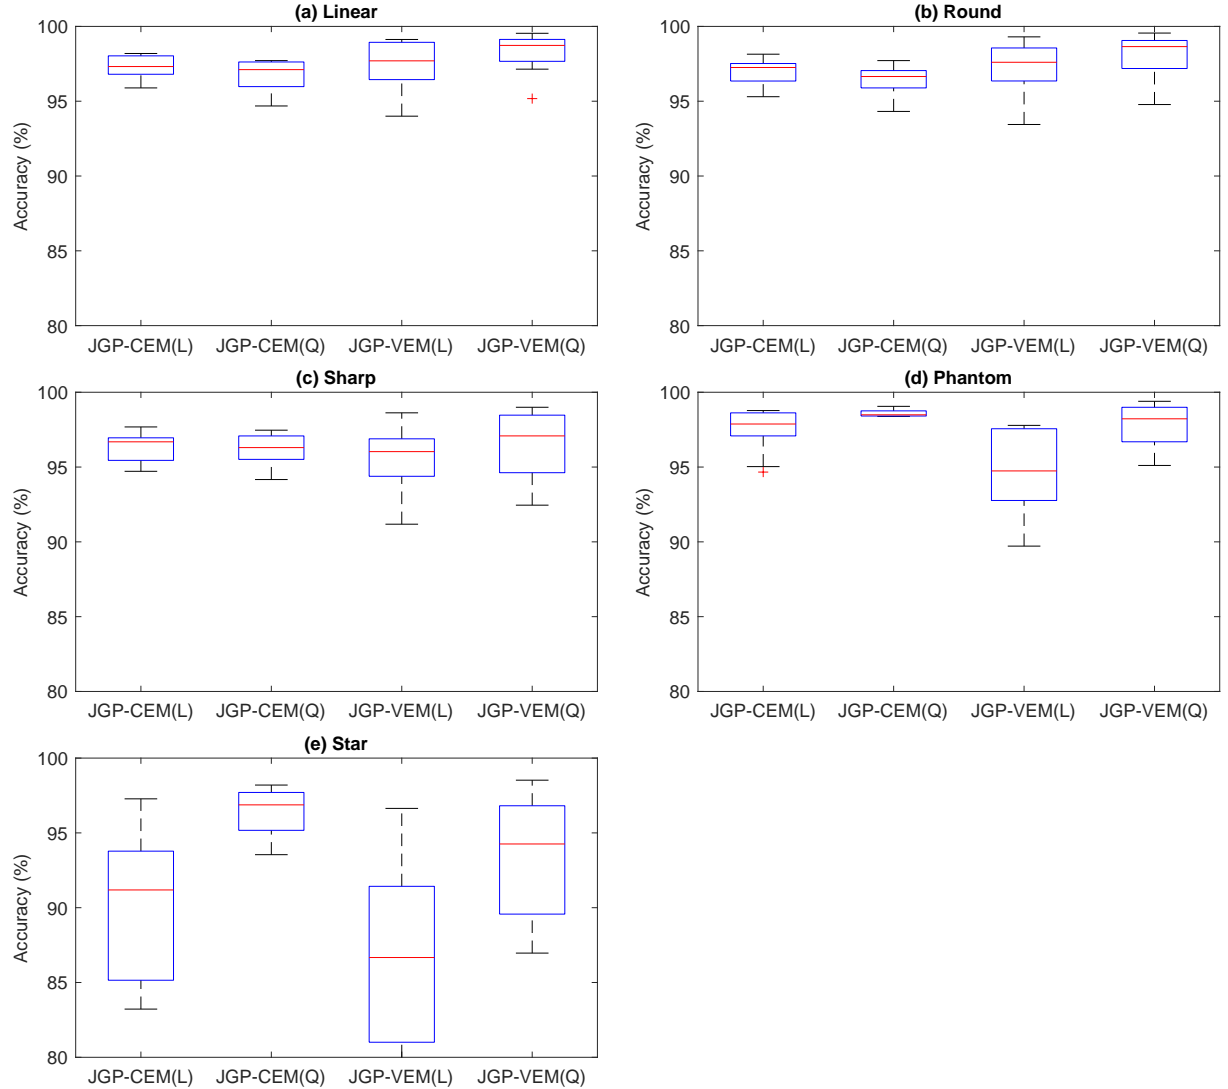 (a) Linear
100
95
90
85
80
Accuracy (%)
JGP-CEM(L) JGP-CEM(Q) JGP-VEM(L) JGP-VEM(Q)
(b) Round
100
95
90
85
80
Accuracy (%)
JGP-CEM(L) JGP-CEM(Q) JGP-VEM(L) JGP-VEM(Q)
(c) Sharp
100
95
90
85
80
Accuracy (%)
JGP-CEM(L) JGP-CEM(Q) JGP-VEM(L) JGP-VEM(Q)
(d) Phantom
100
95
90
85
80
Accuracy (%)
JGP-CEM(L) JGP-CEM(Q) JGP-VEM(L) JGP-VEM(Q)
(e) Star
100
95
90
85
80
Accuracy (%)
JGP-CEM(L) JGP-CEM(Q) JGP-VEM(L) JGP-VEM(Q)